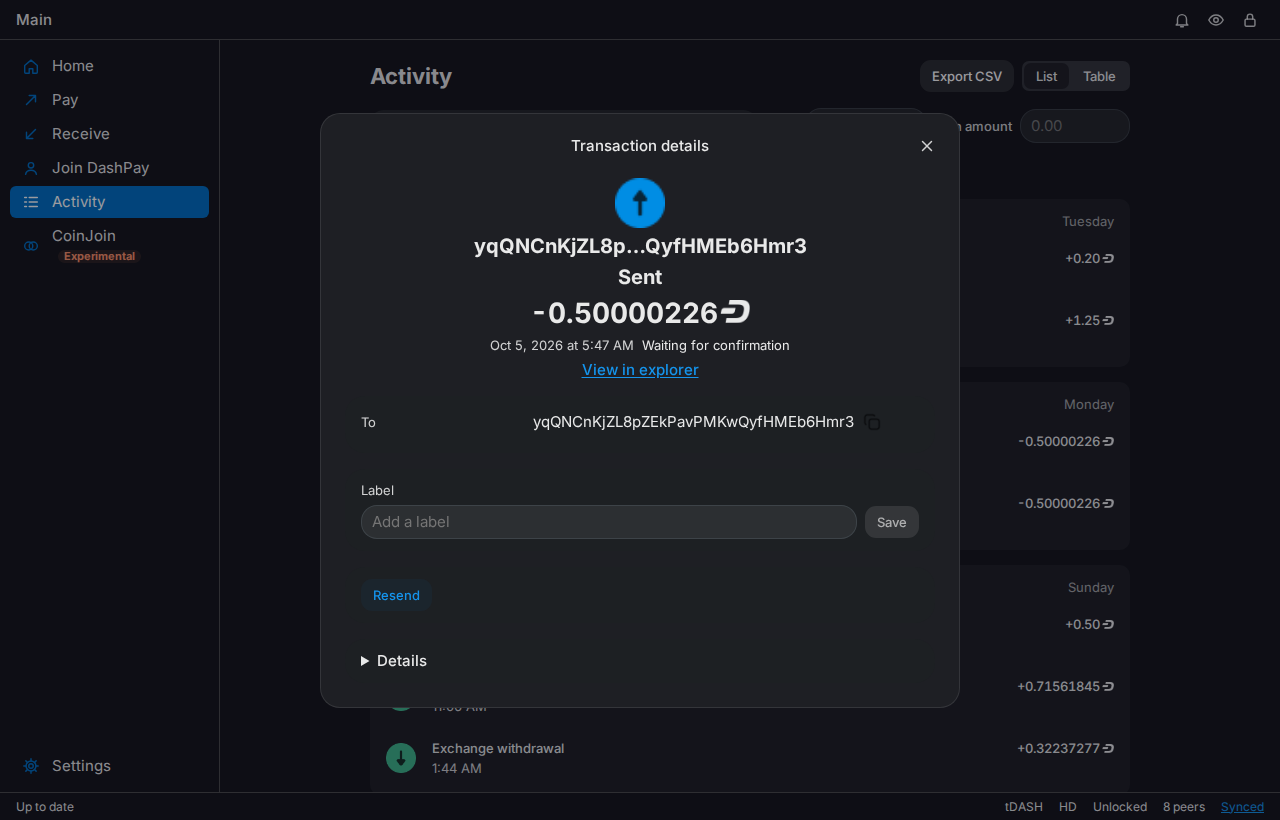 Main
Home
Pay
Receive
Join DashPay
Activity
CoinJoin
Experimental
Settings
Activity
Export CSV
List
Table
amount
0.00
Transaction details
yqQNCnKjZL8p...QyfHMEb6Hmr3
Sent
-0.50000226
Oct 5, 2026 at 5:47 AM Waiting for confirmation
View in explorer
To
yqQNCnKjZL8pZEkPavPMKwQyfHMEb6Hmr3
Label
Add a label
Save
Resend
Details
Tuesday
+0.20
+1.25
Monday
-0.50000226
-0.50000226
Sunday
+0.50
+0.71561845
Exchange withdrawal
1:44 AM
+0.32237277
Up to date
tDASH
HD
Unlocked
8 peers
Synced